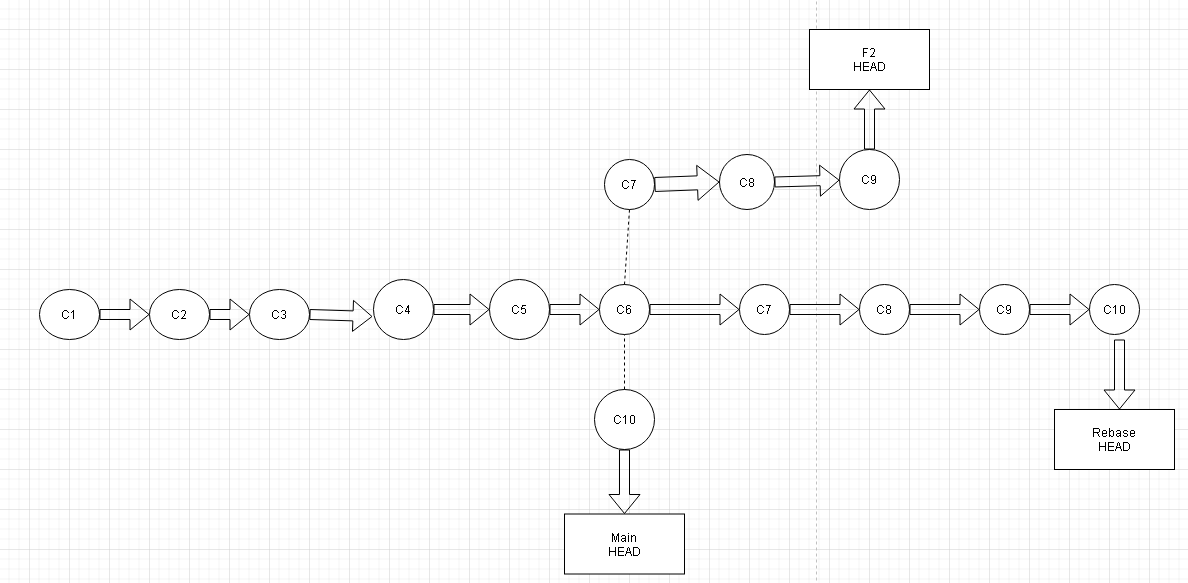 F2
HEAD
C7
C8
C9
C1
C2
C3
C4
C5
C6
C7
C8
C9
C10
C10
Rebase
HEAD
Main
HEAD